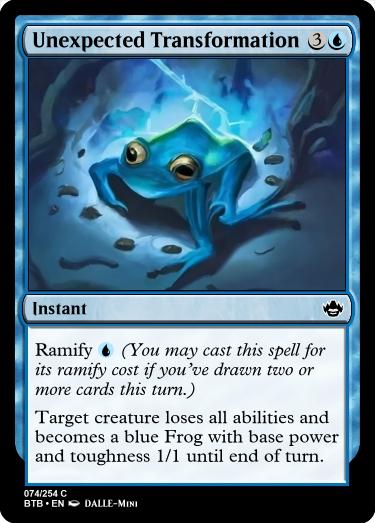 Unexpected Transformation 3
Instant
Ramify (You may cast this spell for
its ramify cost if you've drawn two or
more cards this turn.)
Target creature loses all abilities and
becomes a blue Frog with base power
and toughness 1/1 until end of turn.
074/254 C
BTB • EN DALLE-Mini